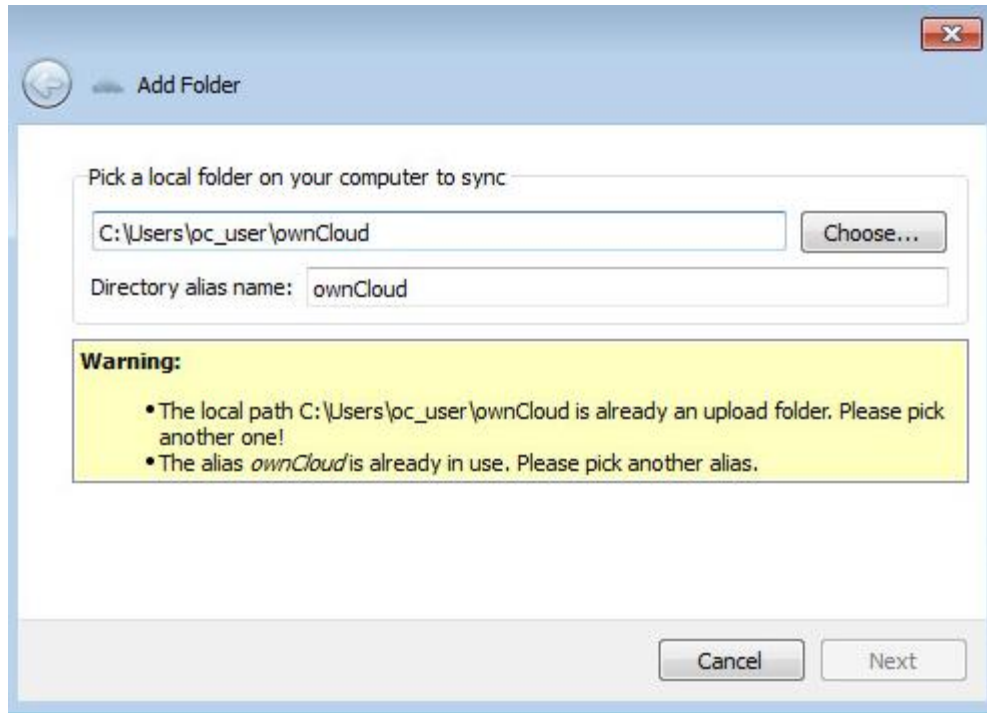 Add Folder
Pick a local folder on your computer to sync
C:\Users\oc_user\ownCloud
Choose...
Directory alias name: ownCloud
Warning:
•The local path C:\Users\oc_user\ownCloud is already an upload folder. Please pick
another one!
•The alias ownCloud is already in use. Please pick another alias.
Cancel
Next